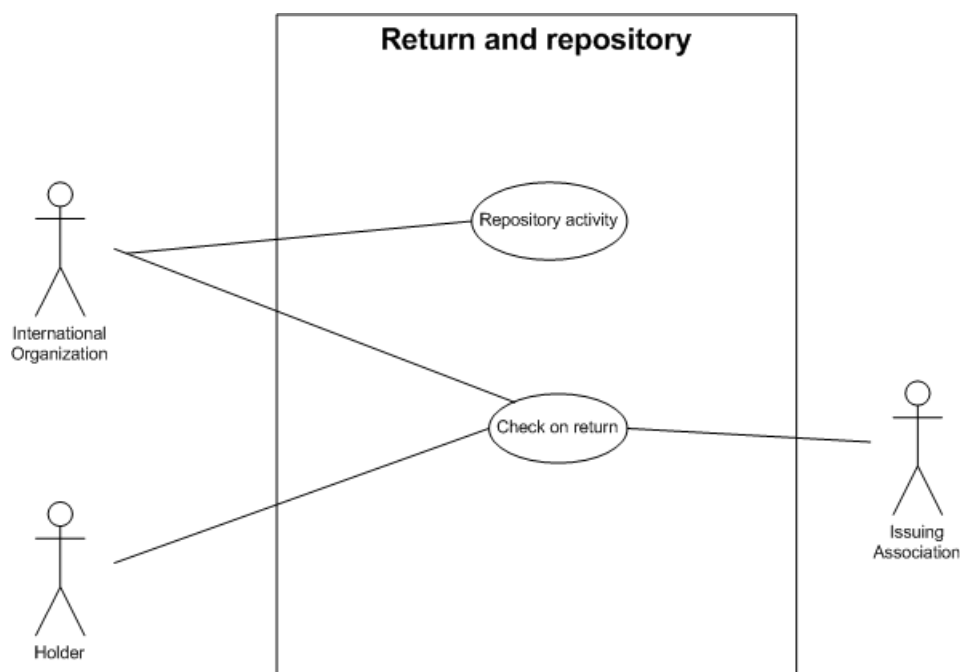 Return and repository
Repository activity
International
Organization
Check on return
Issuing
Association
Holder